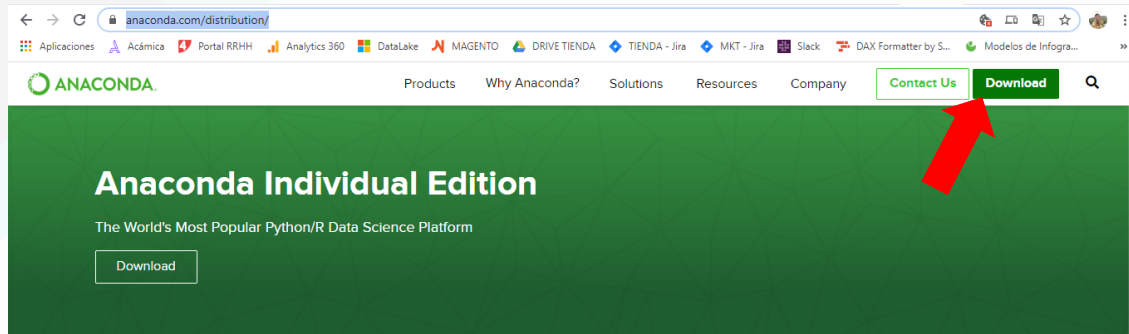 anaconda.com/distribution/
Aplicaciones Acámica Portal RRHH Analytics 360 DataLake MAGENTO DRIVE TIENDA TIENDA - Jira MKT - Jira Slack DAX Formatter by S... Modelos de Infogra... »
ANACONDA. Products Why Anaconda? Solutions Resources Company Contact Us Download
Anaconda Individual Edition
The World's Most Popular Python/R Data Science Platform
Download